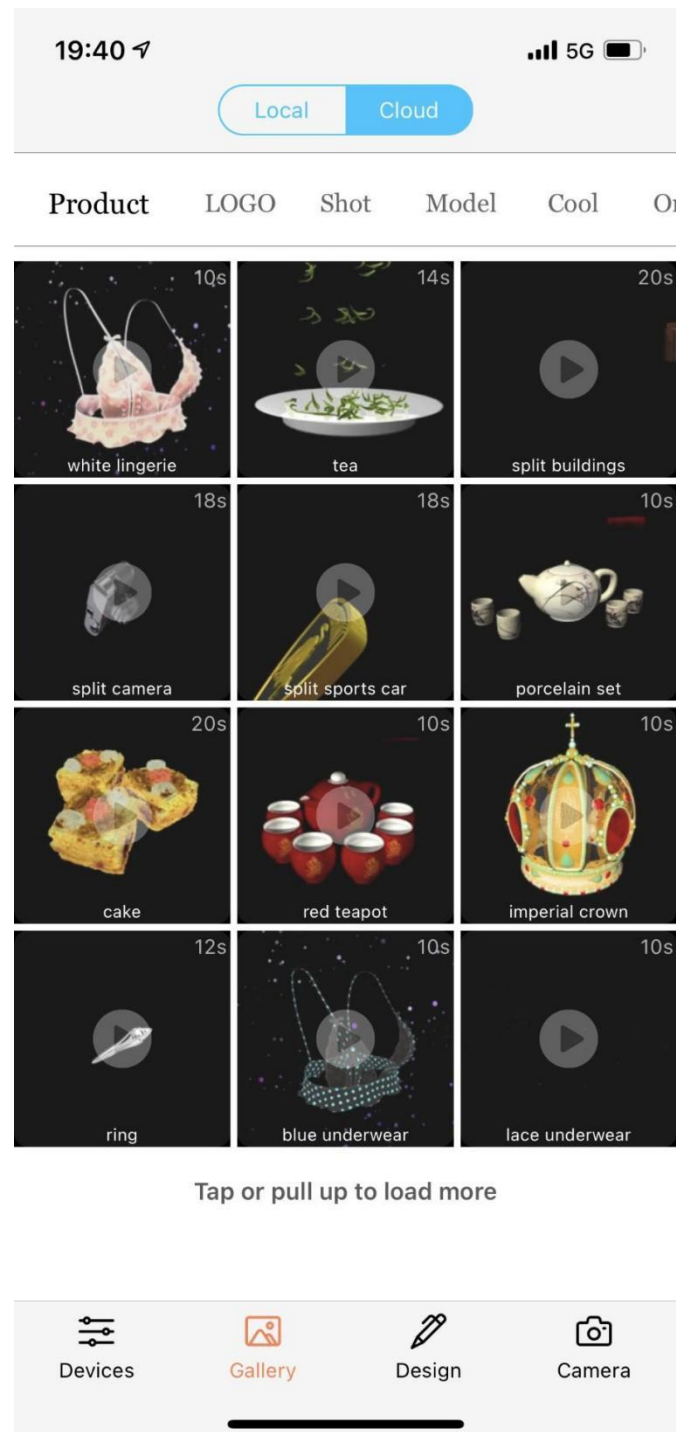 19:40
5G
Local Cloud
Product LOGO Shot Model Cool
10s 14s 20s
white lingerie tea split buildings
18s 18s 10s
split camera split sports car porcelain set
20s 10s 10s
cake red teapot imperial crown
12s 10s 10s
ring blue underwear lace underwear
Tap or pull up to load more
Devices Gallery Design Camera